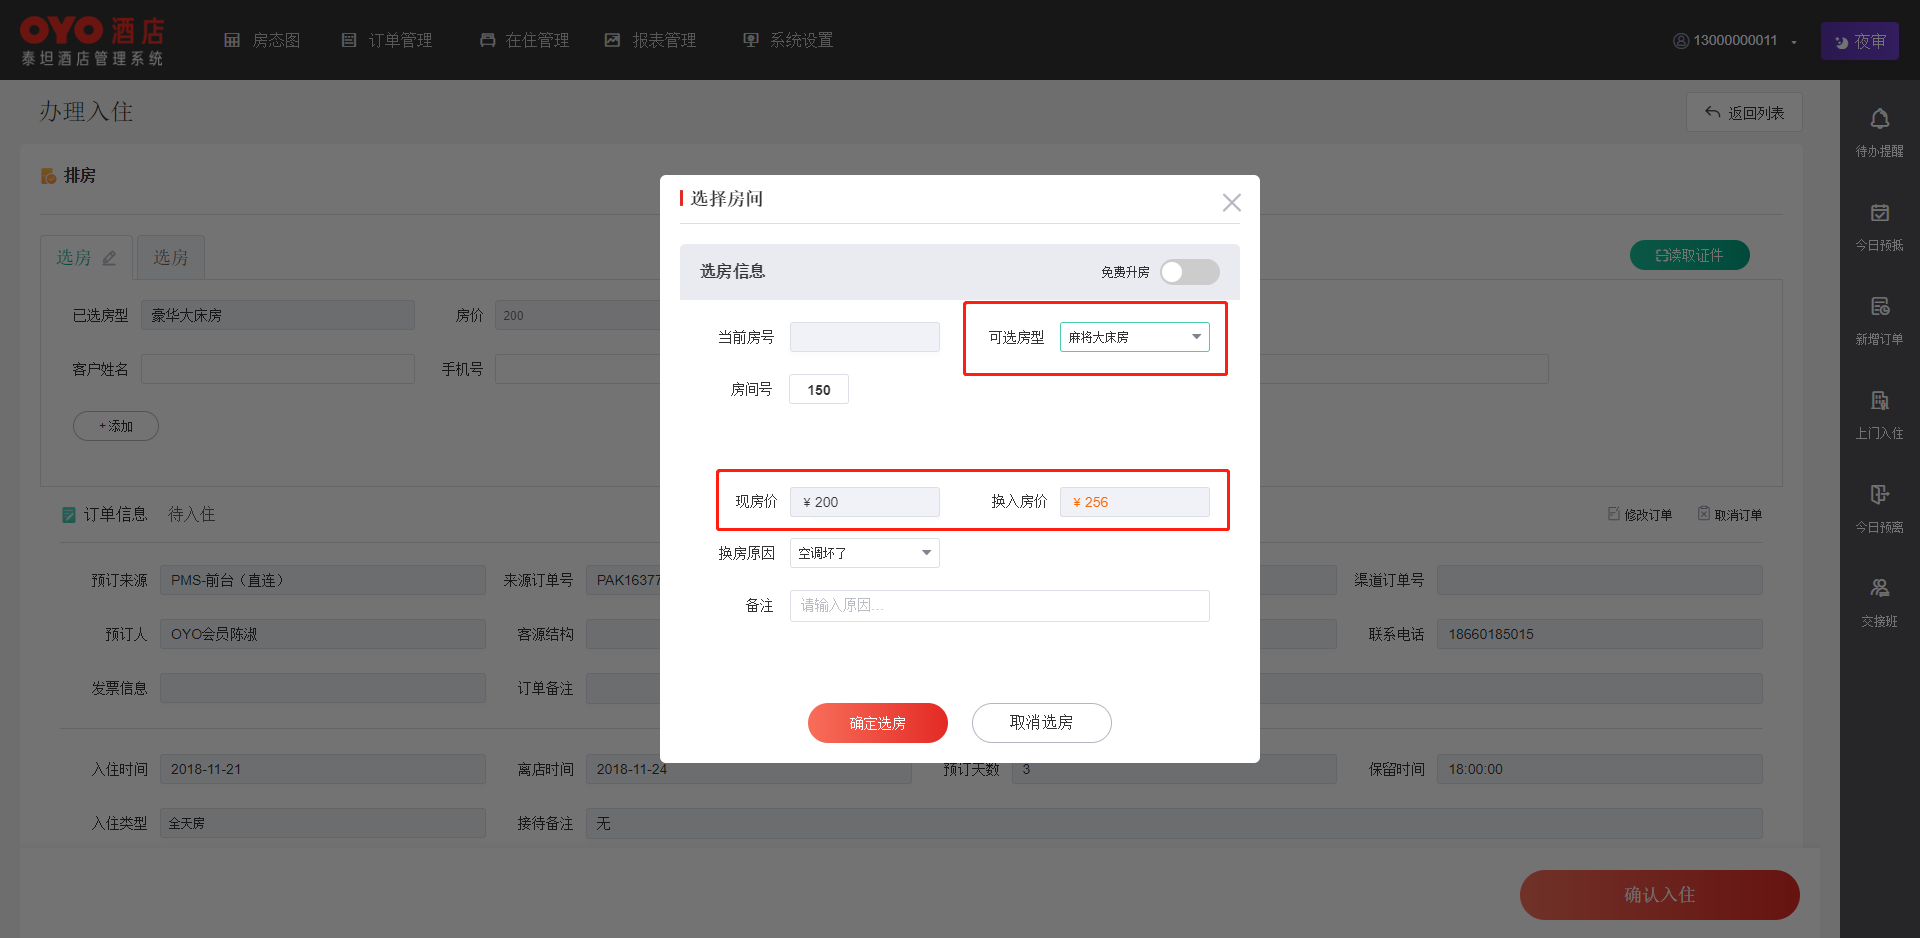 OYO 酒店
泰坦酒店管理系统
房态图 订单管理 在住管理 报表管理 系统设置
13000000011 夜审
办理入住 返回列表
排房
选房 选房 读取证件
已选房型 豪华大床房 房价 200
客户姓名 手机号
+添加
订单信息 待入住 修改订单 取消订单
预订来源 PMS-前台（直连） 来源订单号 PAK16377 渠道订单号
预订人 OYO会员陈淑 客源结构 联系电话 18660185015
发票信息 订单备注
入住时间 2018-11-21 离店时间 2018-11-24 预订天数 3 保留时间 18:00:00
入住类型 全天房 接待备注 无
确认入住
选择房间
选房信息 免费升房
当前房号 可选房型 麻将大床房
房间号 150
现房价 ¥ 200 换入房价 ¥ 256
换房原因 空调坏了
备注 请输入原因...
确定选房 取消选房
待办提醒
今日预抵
新增订单
上门入住
今日预离
交接班